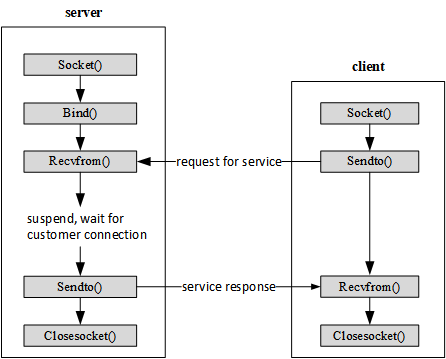 server
Socket()
Bind()
Recvfrom()
suspend, wait for
customer connection
Sendto()
Closesocket()
request for service
service response
client
Socket()
Sendto()
Recvfrom()
Closesocket()